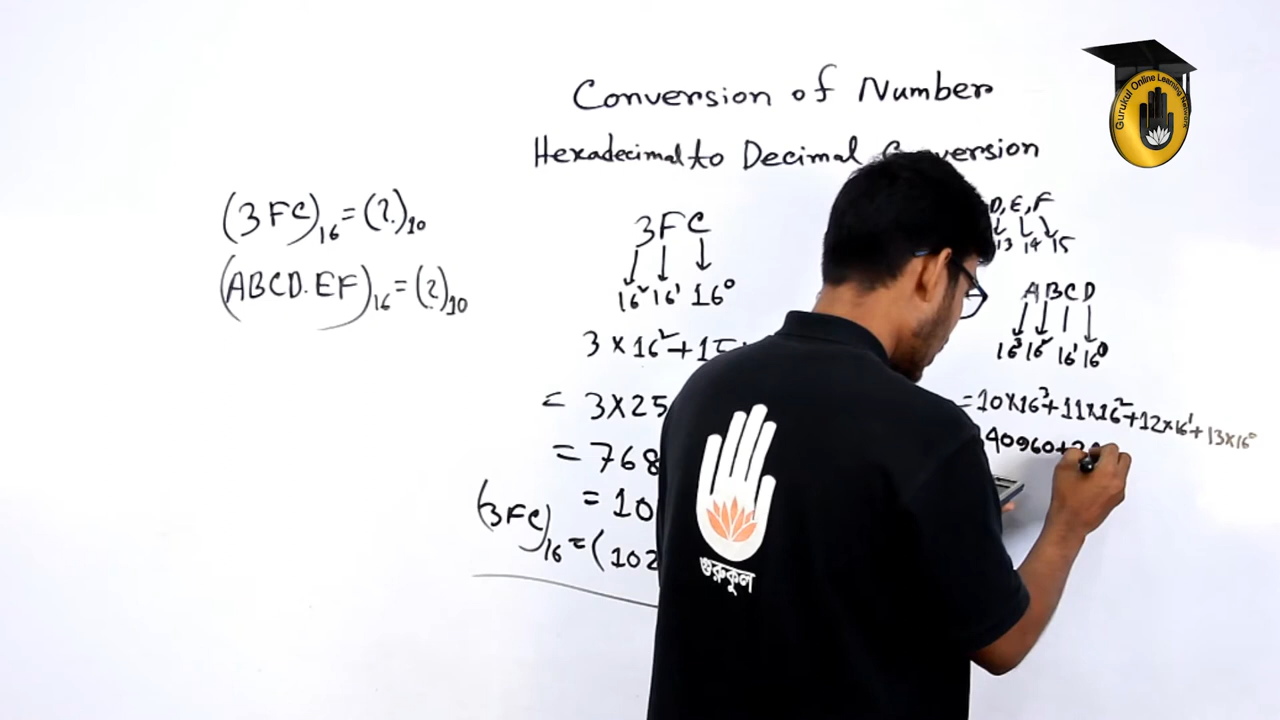 Conversion of Number
Hexadecimal to Decimal
(3FC)₁₆ = (?)₁₀
(ABCD.EF)₁₆ = (?)₁₀
3FC
16² 16¹ 16⁰
3 × 16² + 15
= 3 × 25
= 768
= 10
(3FC)₁₆ = (102
D, E, F
13 14 15
ABCD
16³ 16² 16¹ 16⁰
= 10×16³ + 11×16² + 12×16¹ + 13×16⁰
40960 +
গুরুকুল
Gurukul Online Learning Network